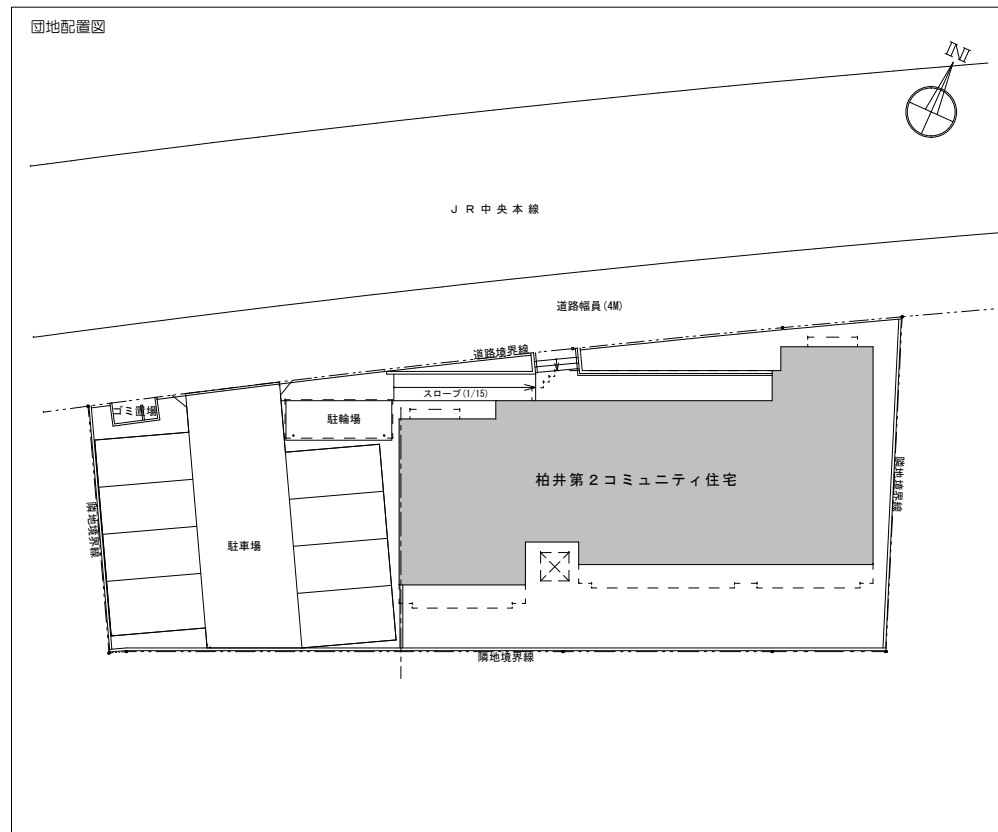 団地配置図
N
ＪＲ中央本線
道路幅員(4M)
道路境界線
スロープ(1/15)
ゴミ置場
駐輪場
柏井第２コミュニティ住宅
隣地境界線
隣地境界線
駐車場
隣地境界線